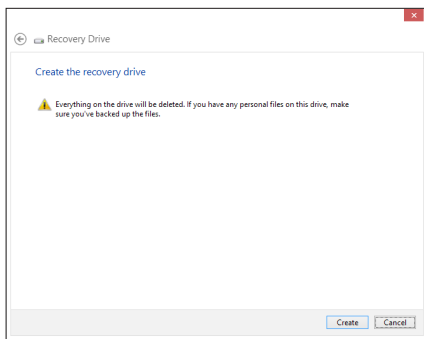 Recovery Drive
Create the recovery drive
Everything on the drive will be deleted. If you have any personal files on this drive, make
sure you've backed up the files.
Create Cancel